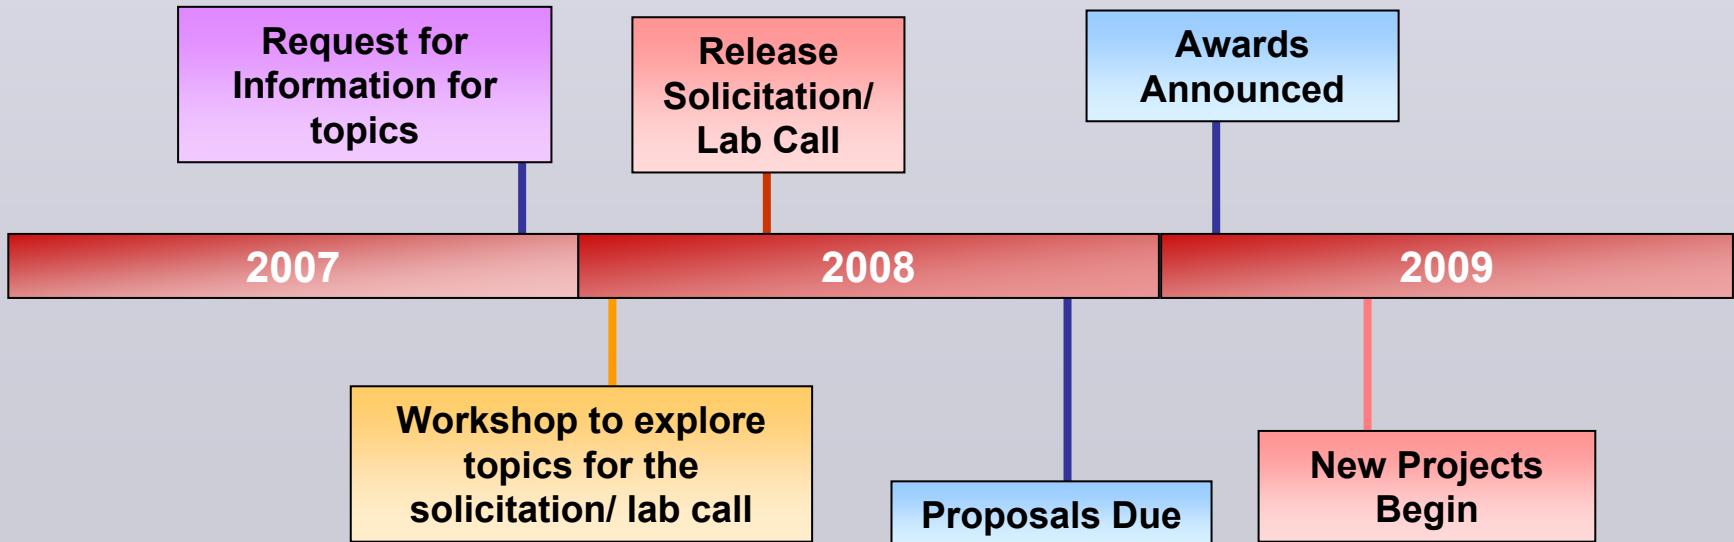 Request for
Information for
topics
Release
Solicitation/
Lab Call
Awards
Announced
2007
2008
2009
Workshop to explore
topics for the
solicitation/ lab call
Proposals Due
New Projects
Begin